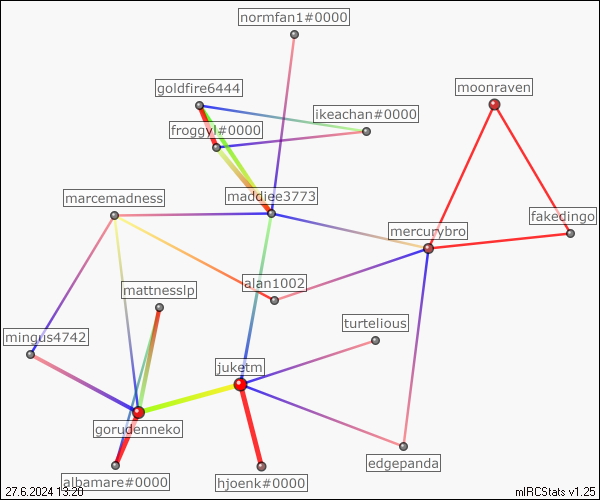 normfan1#0000
goldfire6444
moonraven
ikeachan#0000
froggyl#0000
marcemadness
maddiee3773
fakedingo
mercurybro
mattnesslp
alan1002
turtelious
mingus4742
juketm
gorudenneko
edgepanda
albamare#0000
hjoenk#0000
27.6.2024 13:20
mIRCStats v1.25